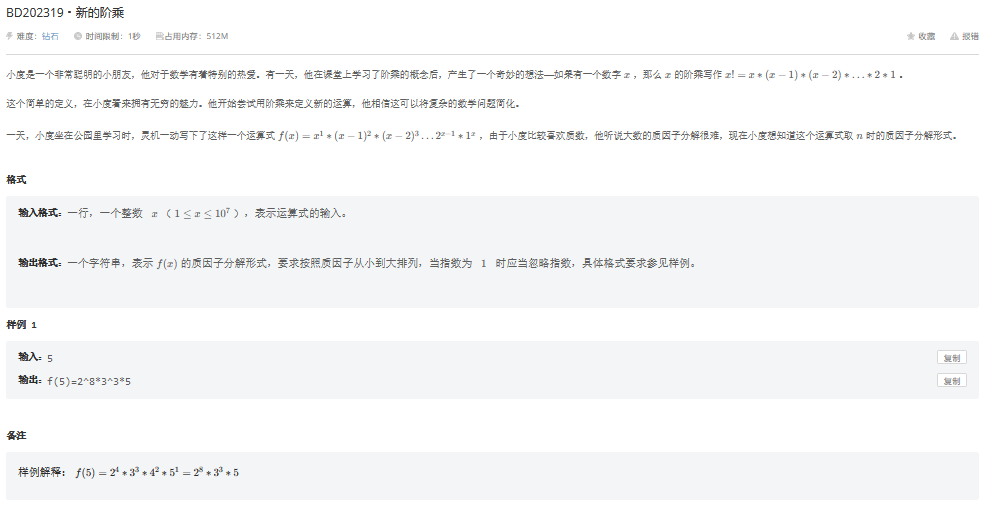 BD202319・新的阶乘
难度：钻石 时间限制：1秒 占用内存：512M 收藏 报错
小度是一个非常聪明的小朋友，他对于数学有着特别的热爱。有一天，他在课堂上学习了阶乘的概念后，产生了一个奇妙的想法—如果有一个数字 x ，那么 x 的阶乘写作 x! = x * (x − 1) * (x − 2) * . . . * 2 * 1 。
这个简单的定义，在小度看来拥有无穷的魅力。他开始尝试用阶乘来定义新的运算，他相信这可以将复杂的数学问题简化。
一天，小度坐在公园里学习时，灵机一动写下了这样一个运算式 f(x) = x^1 * (x − 1)^2 * (x − 2)^3 . . . 2^{x−1} * 1^x ，由于小度比较喜欢质数，他听说大数的质因子分解很难，现在小度想知道这个运算式取 n 时的质因子分解形式。
格式
输入格式：一行，一个整数 x （ 1 ≤ x ≤ 10^7 ），表示运算式的输入。
输出格式：一个字符串，表示 f(x) 的质因子分解形式，要求按照质因子从小到大排列，当指数为 1 时应当忽略指数，具体格式要求参见样例。
样例 1
输入：5 复制
输出：f(5)=2^8*3^3*5 复制
备注
样例解释： f(5) = 2^4 * 3^3 * 4^2 * 5^1 = 2^8 * 3^3 * 5